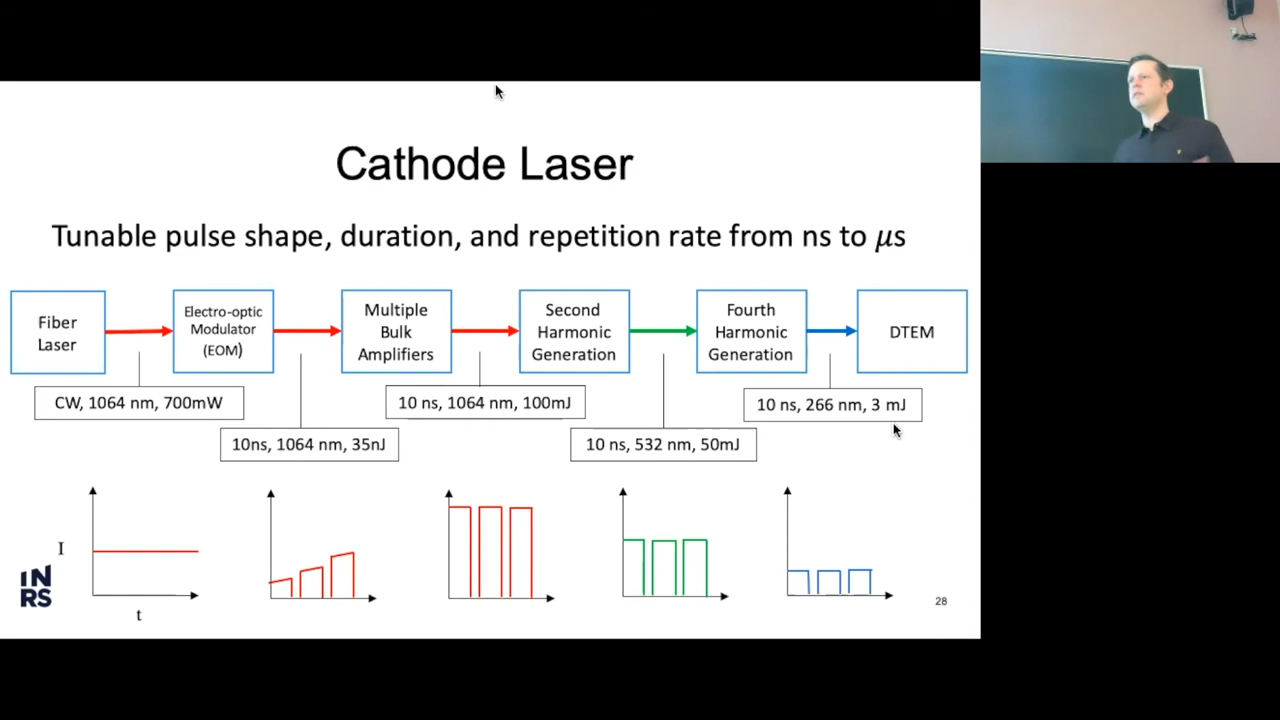 Cathode Laser
Tunable pulse shape, duration, and repetition rate from ns to μs
Fiber
Laser
Electro-optic
Modulator
(EOM)
Multiple
Bulk
Amplifiers
Second
Harmonic
Generation
Fourth
Harmonic
Generation
DTEM
CW, 1064 nm, 700mW
10ns, 1064 nm, 35nJ
10 ns, 1064 nm, 100mJ
10 ns, 532 nm, 50mJ
10 ns, 266 nm, 3 mJ
I
t
IN
RS
28